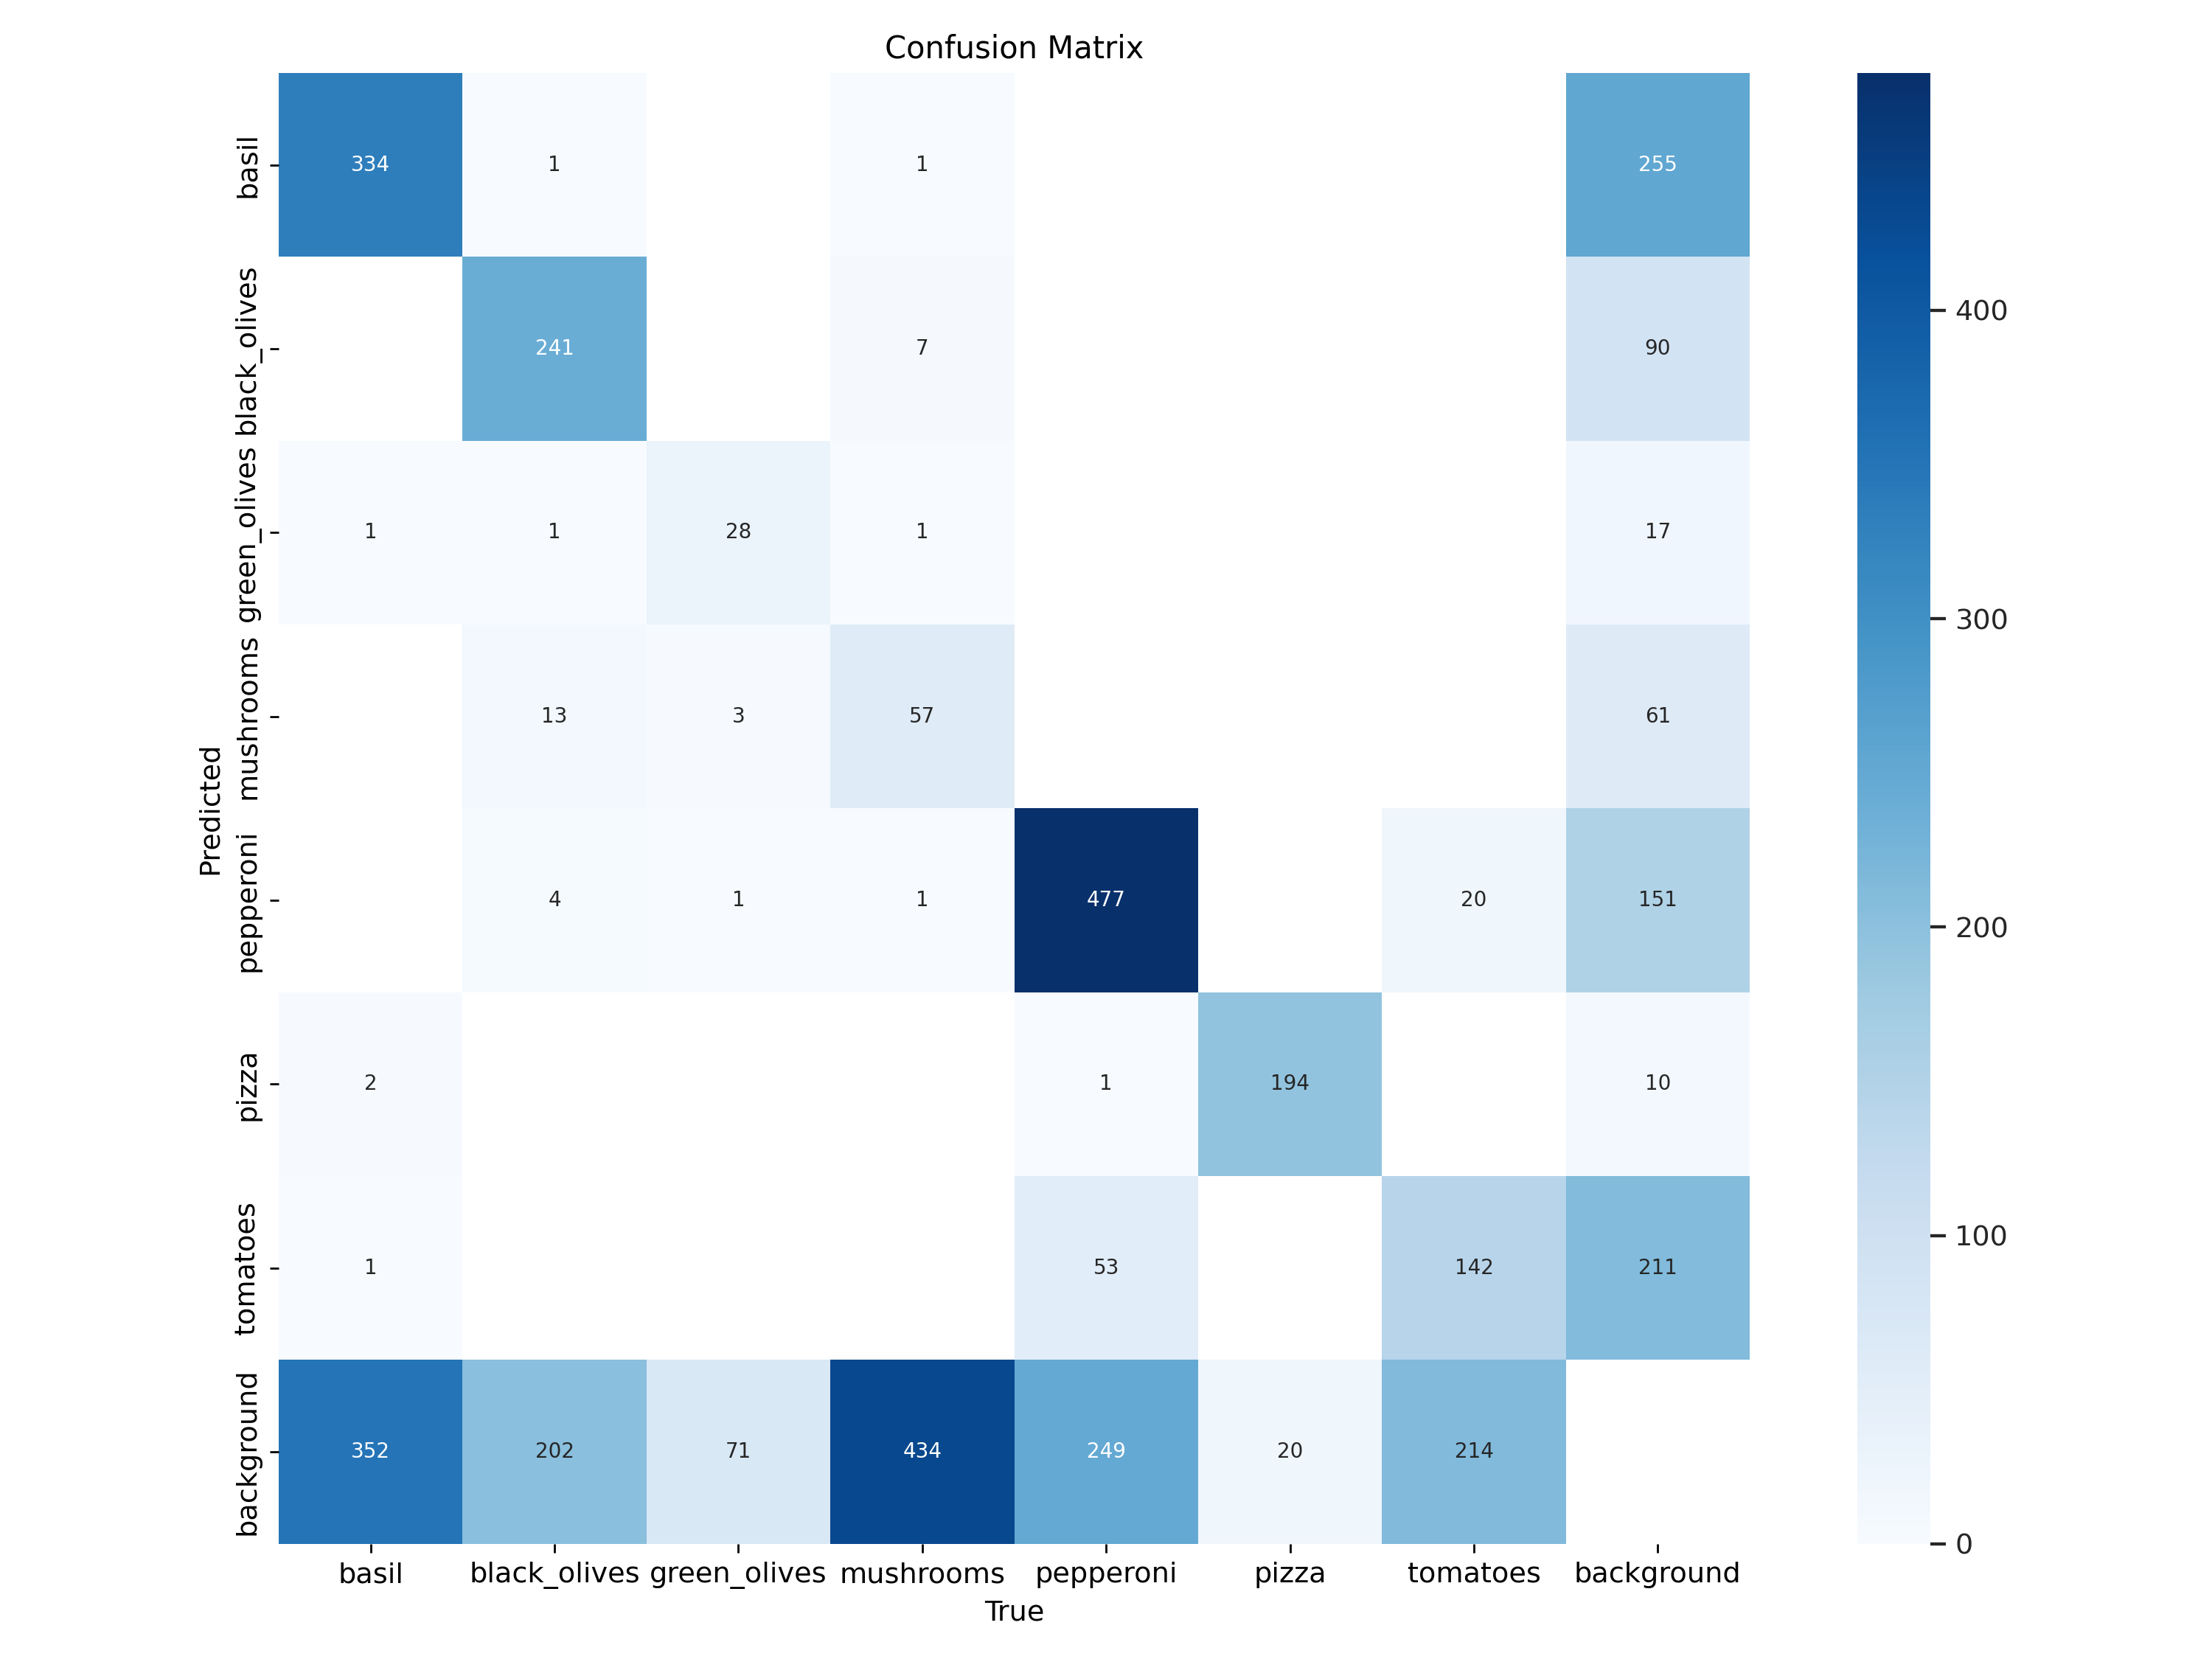 Confusion Matrix
Predicted
basil
334 1 1 255
black_olives
241 7 90
green_olives
1 1 28 1 17
mushrooms
13 3 57 61
pepperoni
4 1 1 477 20 151
pizza
2 1 194 10
tomatoes
1 53 142 211
background
352 202 71 434 249 20 214
basil black_olives green_olives mushrooms pepperoni pizza tomatoes background
True
400
300
200
100
0